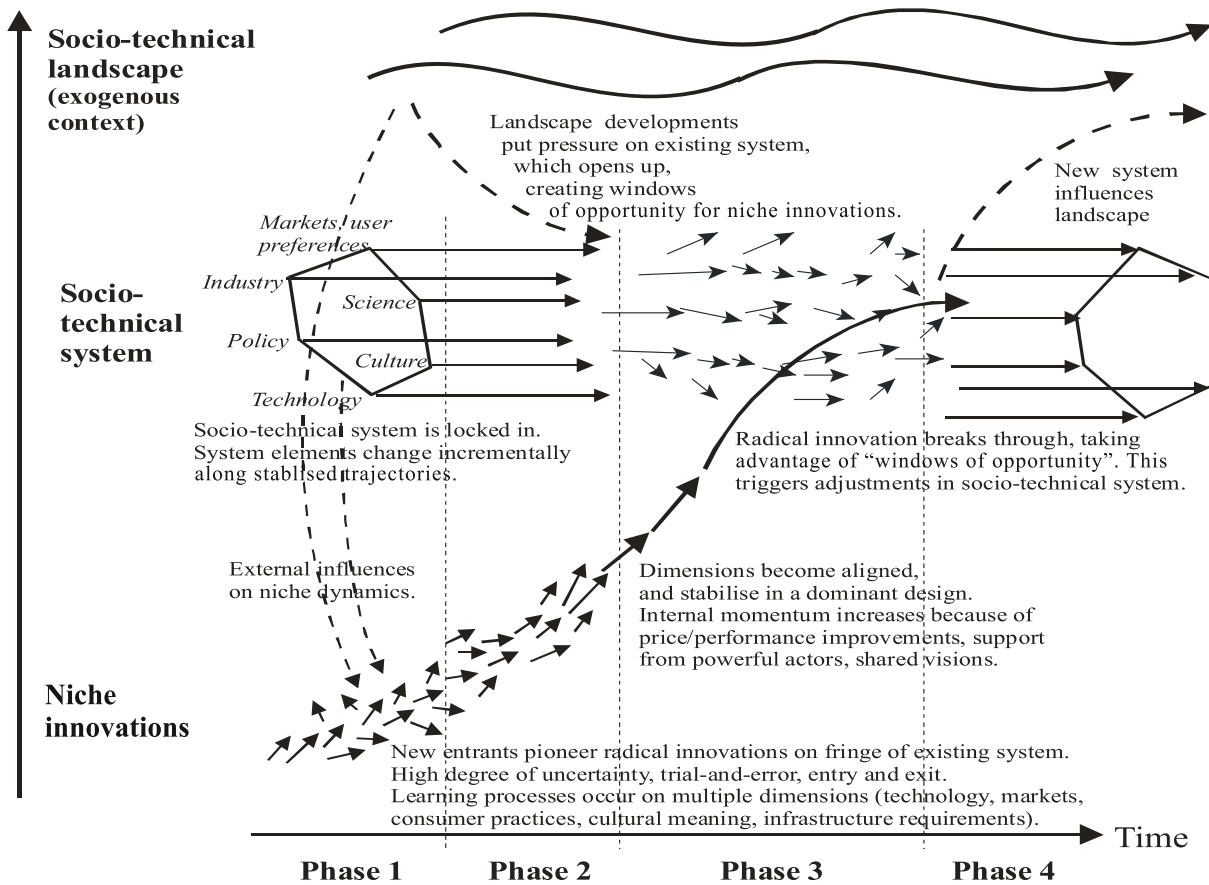 Socio-technical
landscape
(exogenous
context)
Landscape developments
put pressure on existing system,
which opens up,
creating windows
of opportunity for niche innovations.
New system
influences
landscape
Markets, user
preferences
Industry
Science
Policy
Culture
Technology
Socio-
technical
system
Socio-technical system is locked in.
System elements change incrementally
along stablised trajectories.
Radical innovation breaks through, taking
advantage of “windows of opportunity”. This
triggers adjustments in socio-technical system.
External influences
on niche dynamics.
Dimensions become aligned,
and stabilise in a dominant design.
Internal momentum increases because of
price/performance improvements, support
from powerful actors, shared visions.
Niche
innovations
New entrants pioneer radical innovations on fringe of existing system.
High degree of uncertainty, trial-and-error, entry and exit.
Learning processes occur on multiple dimensions (technology, markets,
consumer practices, cultural meaning, infrastructure requirements).
Time
Phase 1
Phase 2
Phase 3
Phase 4